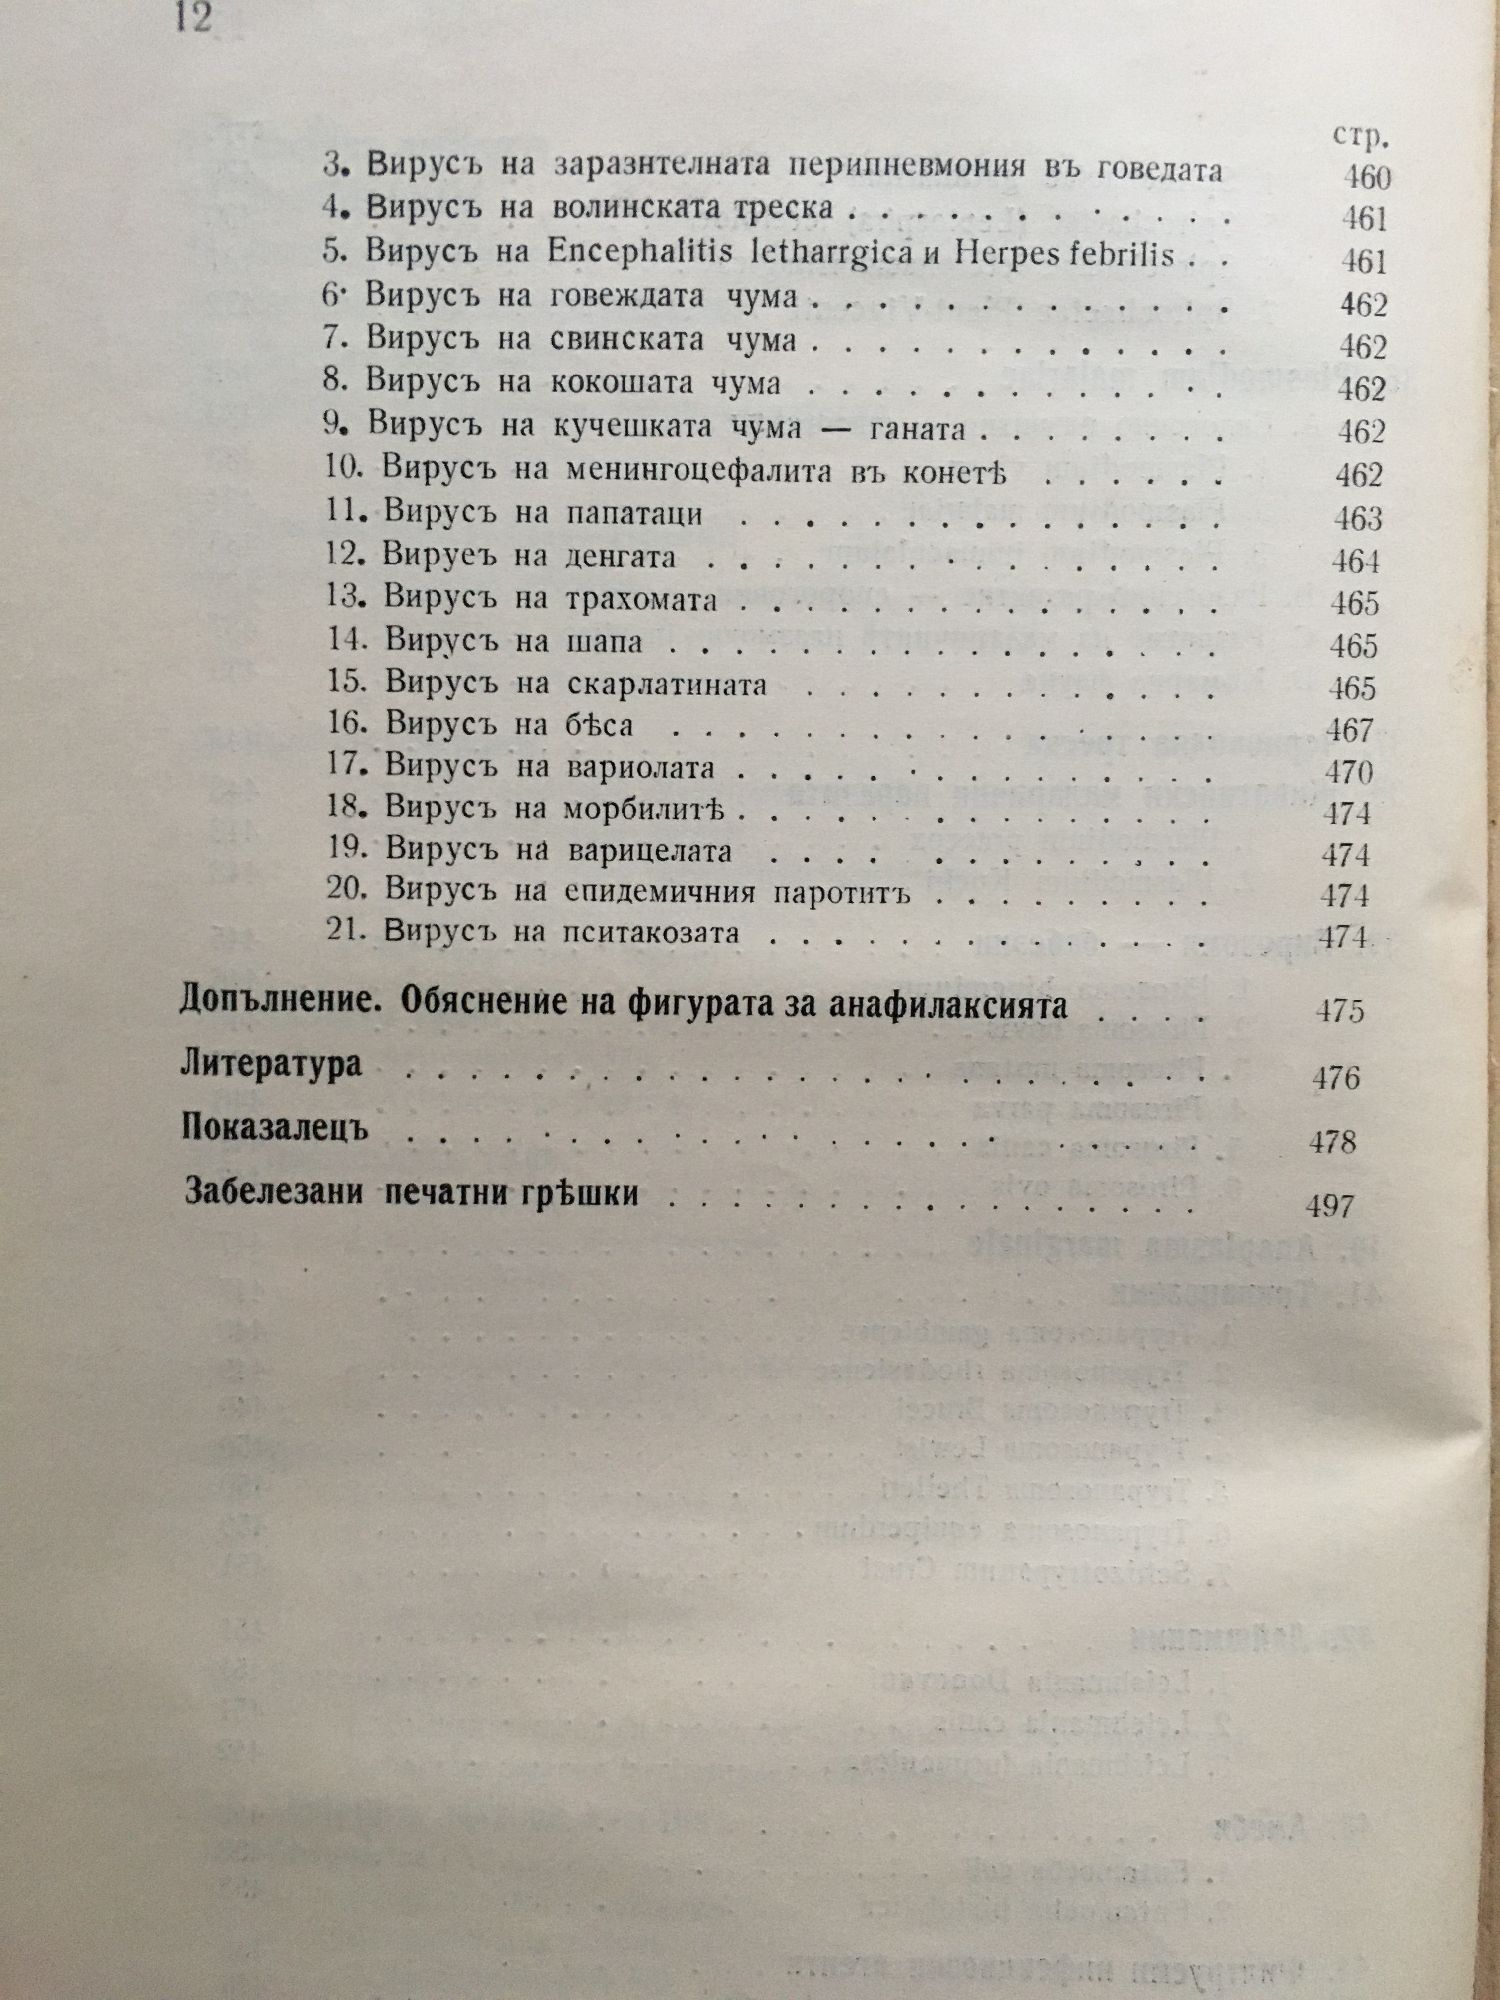 12
стр.
3. Вирусъ на заразнтелната перипневмония въ говедата 460
4. Вирусъ на волинската треска . . . . . . . . . . . . 461
5. Вирусъ на Encephalitis letharrgica и Herpes febrilis . . 461
6· Вирусъ на говеждата чума . . . . . . . . . . . . . 462
7. Вирусъ на свинската чума . . . . . . . . . . . . . 462
8. Вирусъ на кокошата чума . . . . . . . . . . . . . 462
9. Вирусъ на кучешката чума — ганата . . . . . . . . 462
10. Вирусъ на менингоцефалита въ конетѣ . . . . . . 462
11. Вирусъ на папатаци . . . . . . . . . . . . . . . 463
12. Вируеъ на денгата . . . . . . . . . . . . . . . . 464
13. Вирусъ на трахомата . . . . . . . . . . . . . . . 465
14. Вирусъ на шапа . . . . . . . . . . . . . . . . . 465
15. Вирусъ на скарлатината . . . . . . . . . . . . . 465
16. Вирусъ на бѣса . . . . . . . . . . . . . . . . . 467
17. Вирусъ на вариолата . . . . . . . . . . . . . . . 470
18. Вирусъ на морбилитѣ . . . . . . . . . . . . . . . 474
19. Вирусъ на варицелата . . . . . . . . . . . . . 474
20. Вирусъ на епидемичния паротитъ . . . . . . . . . 474
21. Вирусъ на пситакозата . . . . . . . . . . . . . . 474
Допълнение. Обяснение на фигурата за анафилаксията . . . . 475
Литература . . . . . . . . . . . . . . . . . . . . . . . . . 476
Показалецъ . . . . . . . . . . . . . . . . . . . . . . . . . 478
Забелезани печатни грѣшки . . . . . . . . . . . . . . . . . 497